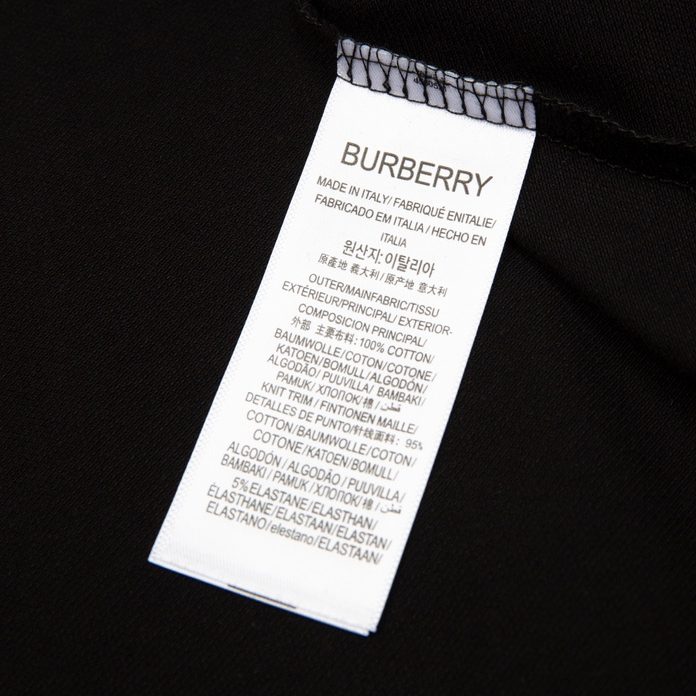 BURBERRY
MADE IN ITALY/ FABRIQUÉ ENITALIE/
FABRICADO EM ITALIA / HECHO EN
ITALIA
원산지: 이탈리아
原產地 義大利 / 原产地 意大利
OUTER/MAINFABRIC/TISSU
EXTÉRIEUR/PRINCIPAL/ EXTERIOR-
COMPOSICION PRINCIPAL/
外部 主要布料: 100% COTTON/
BAUMWOLLE/COTON/COTONE/
KATOEN/BOMULL/ALGODÓN/
ALGODÃO/ PUUVILLA/ BAMBAKI/
PAMUK/ХЛОПОК/棉 / قطن/
KNIT TRIM / FINTIONEN MAILLE/
DETALLES DE PUNTO/针线面料: 95%
COTTON/BAUMWOLLE/COTON/
COTONE/KATOEN/BOMULL/
ALGODÓN / ALGODÃO / PUUVILLA/
BAMBAKI / PAMUK / ХЛОПОК / 棉 / قطن/
5% ELASTANE/ELASTHAN/
ÉLASTHANE/ELASTAAN/ELASTAN/
ELASTANO/elestano/ELASTAAN/